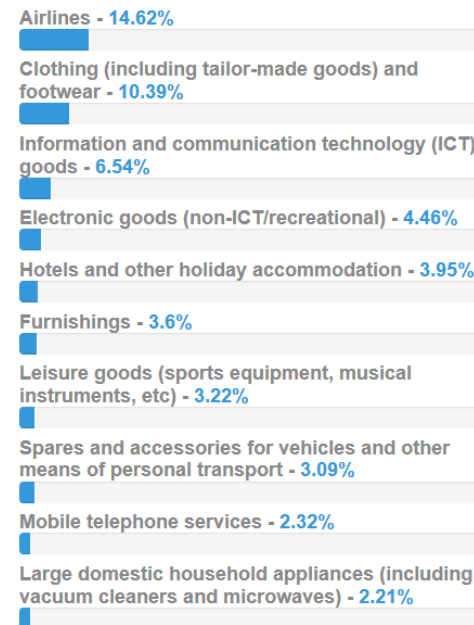 Airlines - 14.62%
Clothing (including tailor-made goods) and
footwear - 10.39%
Information and communication technology (ICT)
goods - 6.54%
Electronic goods (non-ICT/recreational) - 4.46%
Hotels and other holiday accommodation - 3.95%
Furnishings - 3.6%
Leisure goods (sports equipment, musical
instruments, etc) - 3.22%
Spares and accessories for vehicles and other
means of personal transport - 3.09%
Mobile telephone services - 2.32%
Large domestic household appliances (including
vacuum cleaners and microwaves) - 2.21%